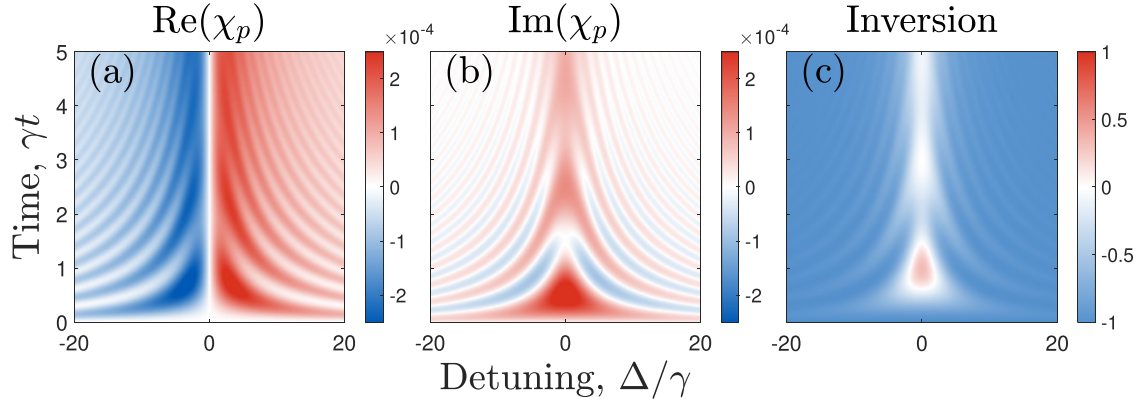 Re(χp) Im(χp) Inversion
×10⁻⁴ ×10⁻⁴
(a) (b) (c)
5 4 3 2 1 0
Time, γt
2 1 0 -1 -2
2 1 0 -1 -2
1 0.5 0 -0.5 -1
-20 0 20 -20 0 20 -20 0 20
Detuning, Δ/γ